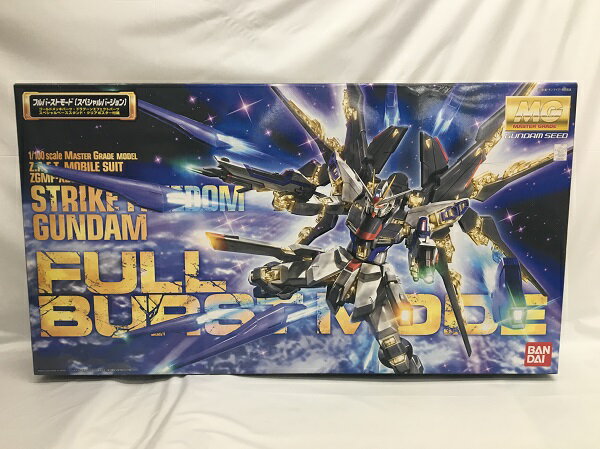 フルバーストモード[スペシャルバージョン]
MG
MASTER GRADE
GUNDAM SEED
1/100 scale MASTER GRADE MODEL
MOBILE SUIT
STRIKE FREEDOM
GUNDAM
FULL
BURST MODE
BAN
DAI